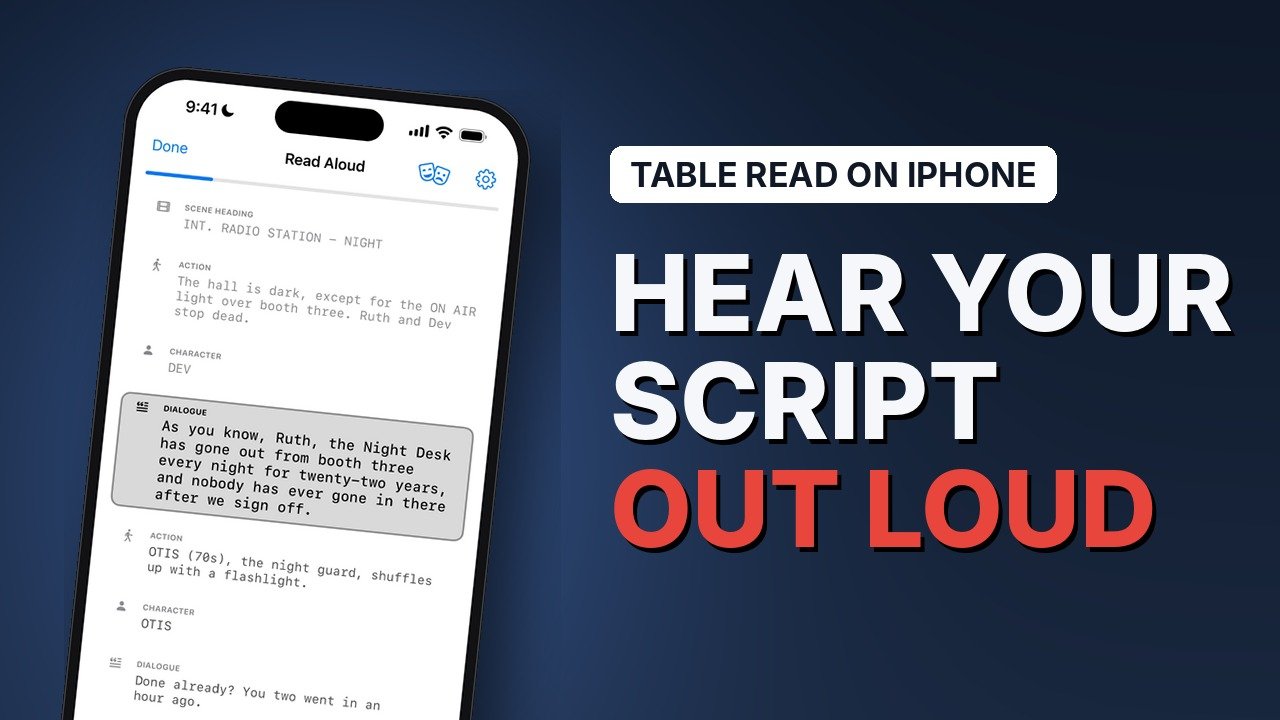 9:41
Done
Read Aloud
SCENE HEADING
INT. RADIO STATION – NIGHT
ACTION
The hall is dark, except for the ON AIR
light over booth three. Ruth and Dev
stop dead.
CHARACTER
DEV
DIALOGUE
As you know, Ruth, the Night Desk
has gone out from booth three
every night for twenty-two years,
and nobody has ever gone in there
after we sign off.
ACTION
OTIS (70s), the night guard, shuffles
up with a flashlight.
CHARACTER
OTIS
DIALOGUE
Done already? You two went in an
hour ago.
TABLE READ ON IPHONE
HEAR YOUR
SCRIPT
OUT LOUD